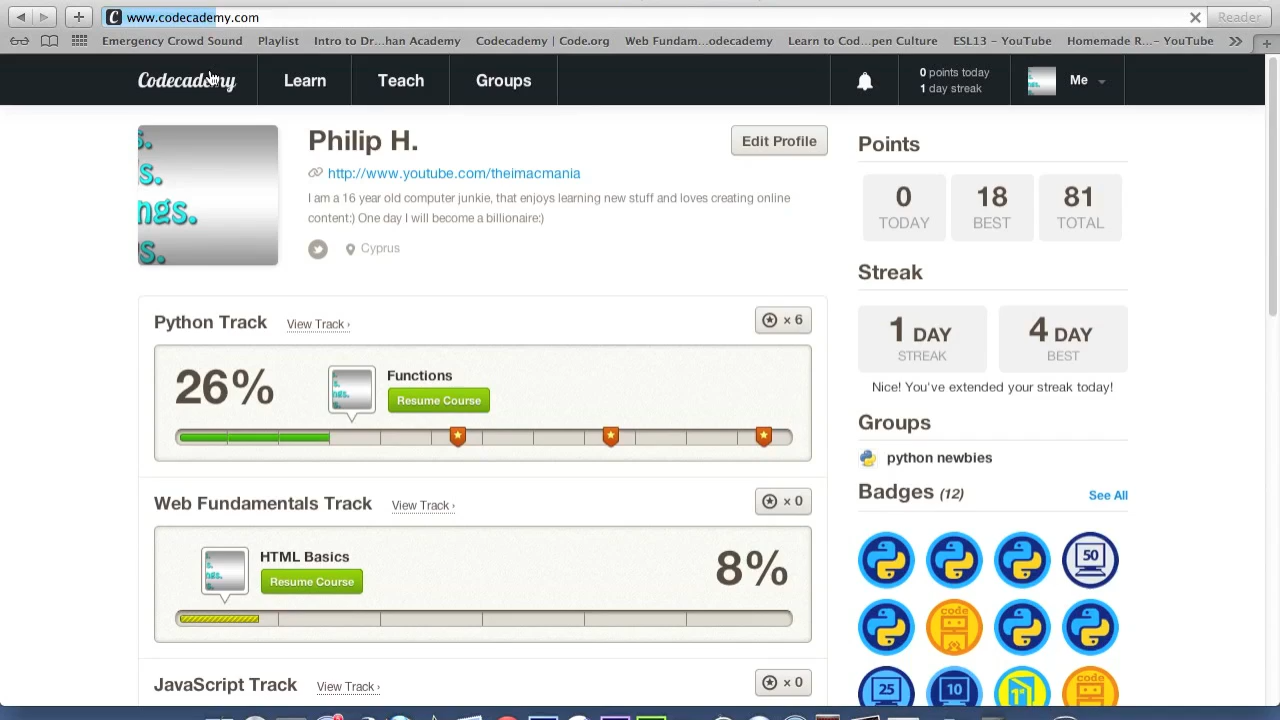 www.codecademy.com
Reader
Emergency Crowd Sound
Playlist
Intro to Dr...han Academy
Codecademy | Code.org
Web Fundam...odecademy
Learn to Cod...pen Culture
ESL13 - YouTube
Homemade R...- YouTube
Codecademy
Learn
Teach
Groups
0 points today
1 day streak
Me
Philip H.
Edit Profile
http://www.youtube.com/theimacmania
I am a 16 year old computer junkie, that enjoys learning new stuff and loves creating online
content:) One day I will become a billionaire:)
Cyprus
Python Track
View Track ›
× 6
26%
Functions
Resume Course
Web Fundamentals Track
View Track ›
× 0
HTML Basics
Resume Course
8%
JavaScript Track
View Track ›
× 0
Points
0
TODAY
18
BEST
81
TOTAL
Streak
1 DAY
STREAK
4 DAY
BEST
Nice! You've extended your streak today!
Groups
python newbies
Badges (12)
See All
50
code
25
10
code